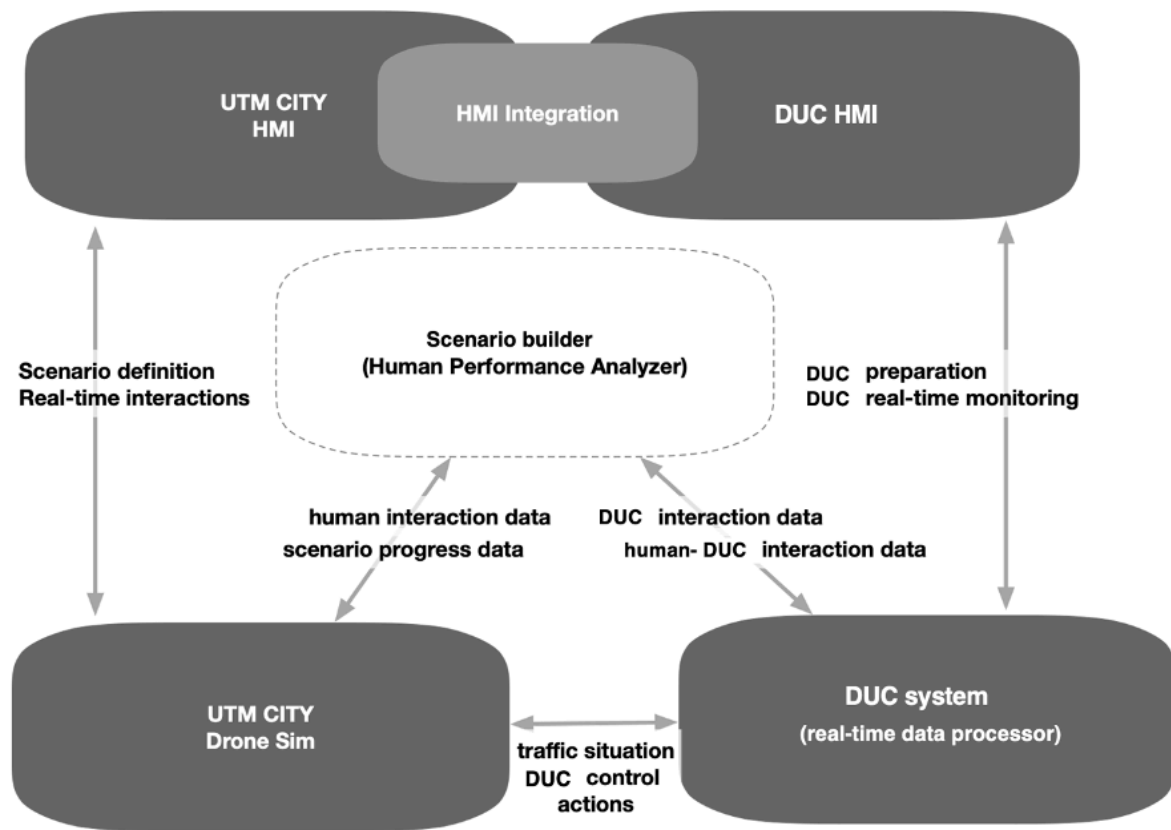 UTM CITY
HMI
HMI Integration
DUC HMI
Scenario builder
(Human Performance Analyzer)
Scenario definition
Real-time interactions
DUC preparation
DUC real-time monitoring
human interaction data
scenario progress data
DUC interaction data
human- DUC interaction data
UTM CITY
Drone Sim
traffic situation
DUC control
actions
DUC system
(real-time data processor)